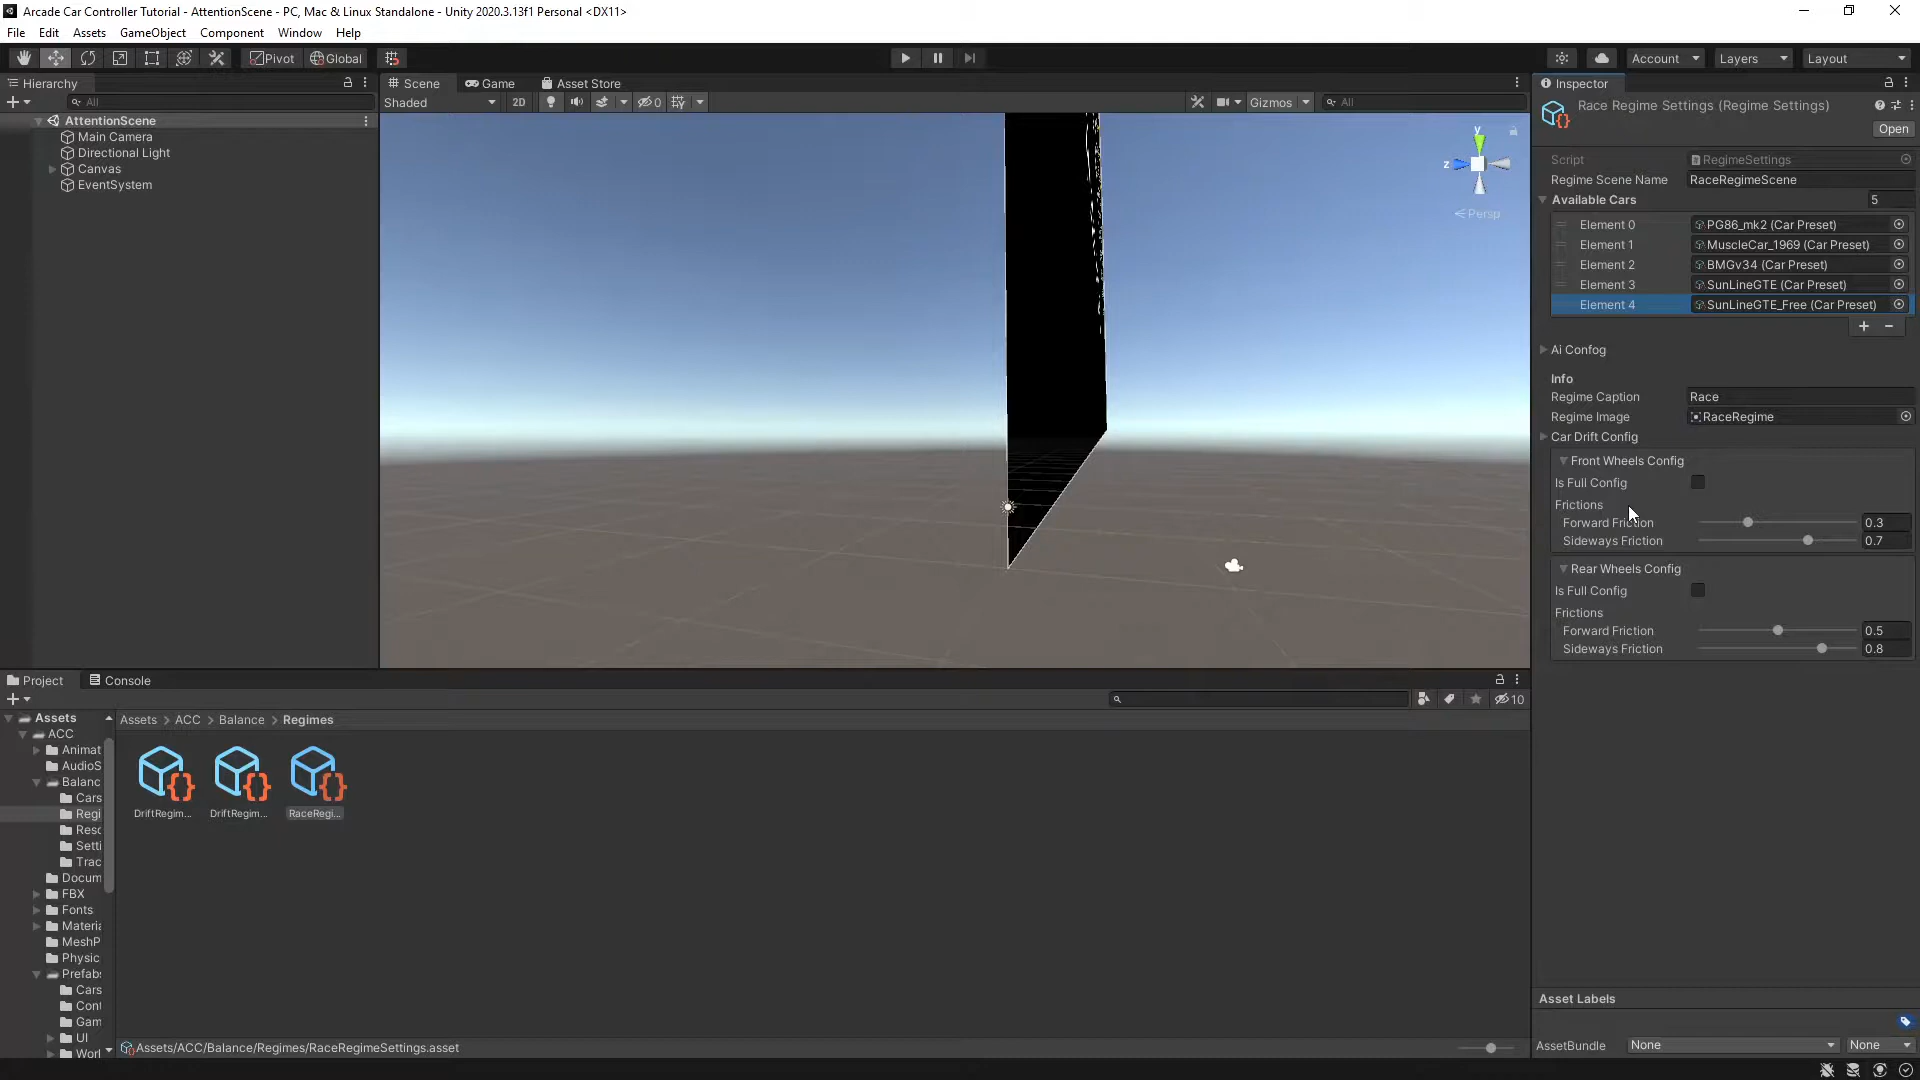 Arcade Car Controller Tutorial - AttentionScene - PC, Mac & Linux Standalone - Unity 2020.3.13f1 Personal <DX11>
File Edit Assets GameObject Component Window Help
Pivot Global Account Layers Layout
Hierarchy
All
AttentionScene
Main Camera
Directional Light
Canvas
EventSystem
Scene Game Asset Store
Shaded 2D 0 Gizmos All
y
z
Persp
Inspector
Race Regime Settings (Regime Settings)
Open
Script RegimeSettings
Regime Scene Name RaceRegimeScene
Available Cars 5
Element 0 PG86_mk2 (Car Preset)
Element 1 MuscleCar_1969 (Car Preset)
Element 2 BMGv34 (Car Preset)
Element 3 SunLineGTE (Car Preset)
Element 4 SunLineGTE_Free (Car Preset)
+ -
Ai Confog
Info
Regime Caption Race
Regime Image RaceRegime
Car Drift Config
Front Wheels Config
Is Full Config
Frictions
Forward Friction 0.3
Sideways Friction 0.7
Rear Wheels Config
Is Full Config
Frictions
Forward Friction 0.5
Sideways Friction 0.8
Project Console
10
Assets
ACC
Animat
AudioS
Balanc
Cars
Regi
Reso
Setti
Trac
Docum
FBX
Fonts
Materia
MeshP
Physic
Prefabs
Cars
Cont
Gam
UI
Worl
Assets > ACC > Balance > Regimes
DriftRegim... DriftRegim... RaceRegi...
Assets/ACC/Balance/Regimes/RaceRegimeSettings.asset
Asset Labels
AssetBundle None None